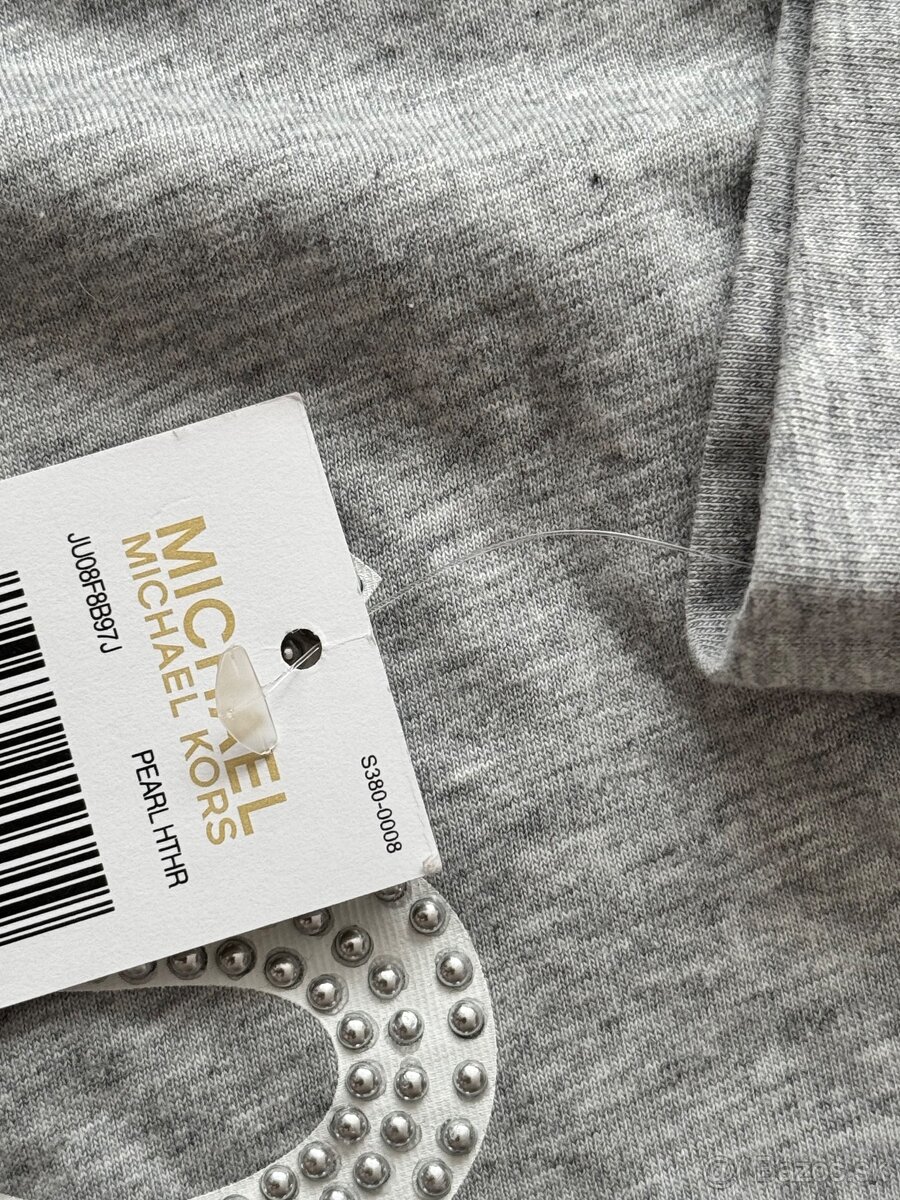 MICHAEL
MICHAEL KORS
JU08F8B97J
PEARL HTHR
S380-0008